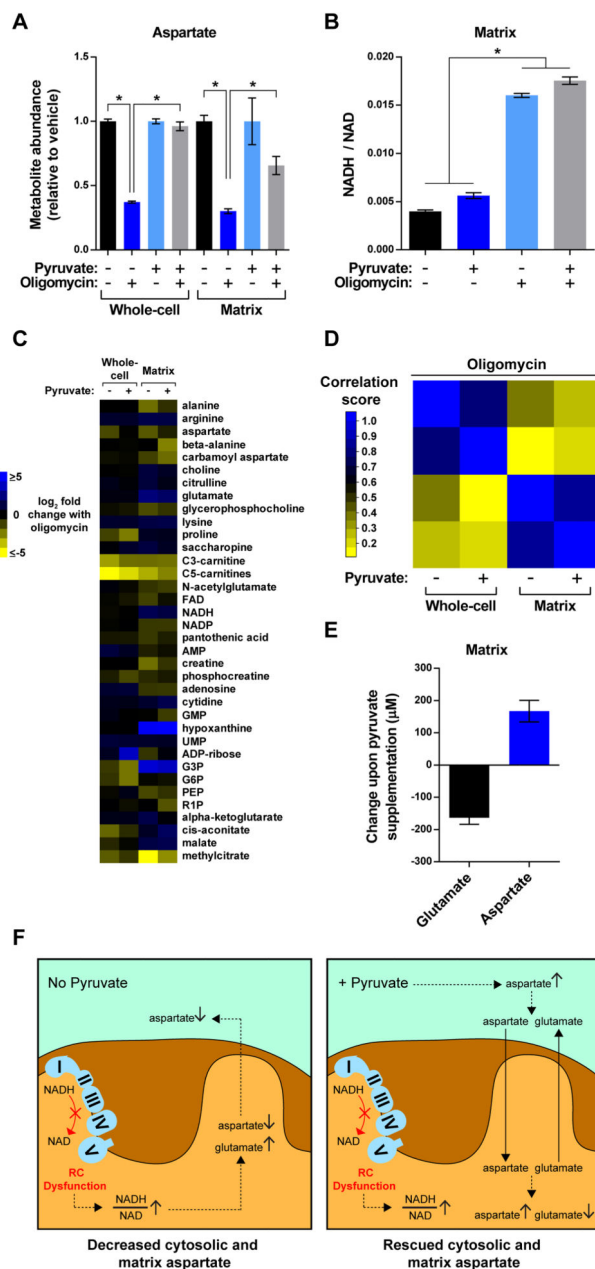 A
Aspartate
Metabolite abundance
(relative to vehicle)
1.5
1.0
0.5
0.0
* * * *
Pyruvate: - - + + - - + +
Oligomycin: - + - + - + - +
Whole-cell Matrix
B
Matrix
NADH / NAD
0.020
0.015
0.010
0.005
0.000
*
Pyruvate: - + - +
Oligomycin: - - + +
C
Whole-
cell Matrix
Pyruvate: - + - +
≥5
0
≤-5
log2 fold
change with
oligomycin
alanine
arginine
aspartate
beta-alanine
carbamoyl aspartate
choline
citrulline
glutamate
glycerophosphocholine
lysine
proline
saccharopine
C3-carnitine
C5-carnitines
N-acetylglutamate
FAD
NADH
NADP
pantothenic acid
AMP
creatine
phosphocreatine
adenosine
cytidine
GMP
hypoxanthine
UMP
ADP-ribose
G3P
G6P
PEP
R1P
alpha-ketoglutarate
cis-aconitate
malate
methylcitrate
D
Oligomycin
Correlation
score
1.0
0.9
0.8
0.7
0.6
0.5
0.4
0.3
0.2
Pyruvate: - + - +
Whole-cell Matrix
E
Matrix
Change upon pyruvate
supplementation (μM)
300
200
100
0
-100
-200
-300
Glutamate
Aspartate
F
No Pyruvate
aspartate↓
I
II
III
IV
V
NADH
NAD
RC
Dysfunction
NADH
NAD ↑
aspartate↓
glutamate↑
Decreased cytosolic and
matrix aspartate
+ Pyruvate
aspartate↑
aspartate glutamate
I
II
III
IV
V
NADH
NAD
RC
Dysfunction
NADH
NAD ↑
aspartate glutamate
aspartate↑ glutamate↓
Rescued cytosolic and
matrix aspartate